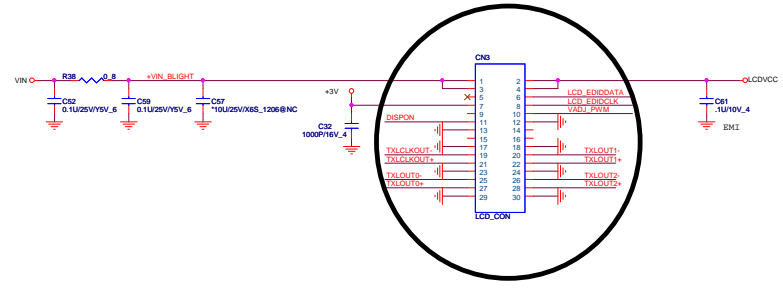 CN3
VIN
R38
0_8
+VIN_BLIGHT
1
2
LCDVCC
3
4
+3V
5
6
LCD_EDIDDATA
C52
0.1U/25V/Y5V_6
C59
0.1U/25V/Y5V_6
C57
*10U/25V/X6S_1206@NC
7
8
LCD_EDIDCLK
C61
.1U/10V_4
9
10
VADJ_PWM
DISPON
11
12
EMI
C32
1000P/16V_4
13
14
15
16
17
18
TXLCLKOUT-
19
20
TXLOUT1-
TXLCLKOUT+
21
22
TXLOUT1+
23
24
TXLOUT0-
25
26
TXLOUT2-
TXLOUT0+
27
28
TXLOUT2+
29
30
LCD_CON